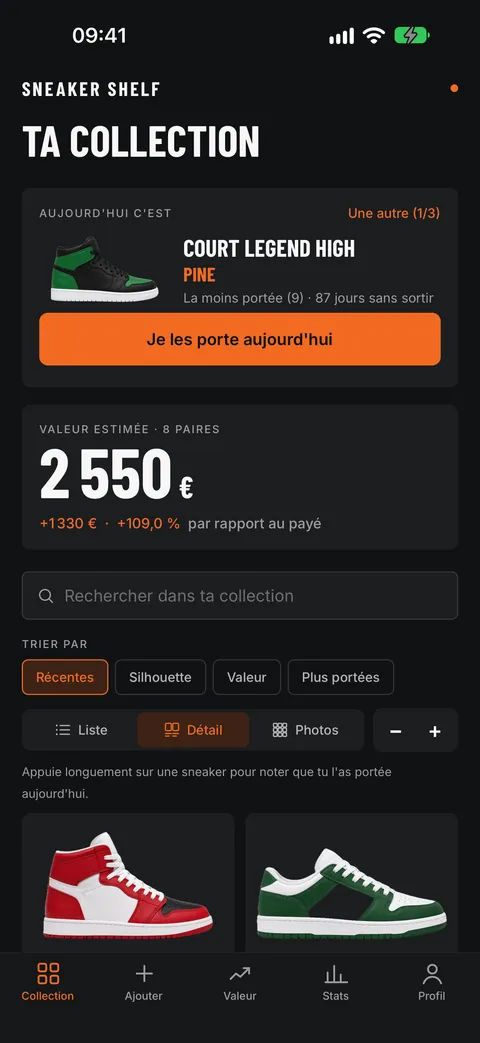 09:41
SNEAKER SHELF
TA COLLECTION
AUJOURD'HUI C'EST
Une autre (1/3)
COURT LEGEND HIGH
PINE
La moins portée (9) · 87 jours sans sortir
Je les porte aujourd'hui
VALEUR ESTIMÉE · 8 PAIRES
2 550 €
+1 330 € · +109,0 % par rapport au payé
Rechercher dans ta collection
TRIER PAR
Récentes Silhouette Valeur Plus portées
Liste Détail Photos − +
Appuie longuement sur une sneaker pour noter que tu l'as portée
aujourd'hui.
Collection Ajouter Valeur Stats Profil